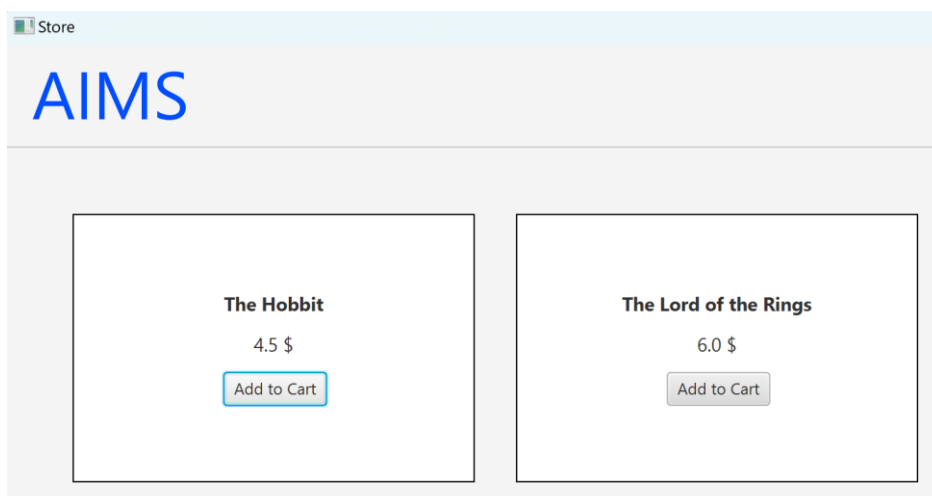 Store
AIMS
The Hobbit
4.5 $
Add to Cart
The Lord of the Rings
6.0 $
Add to Cart